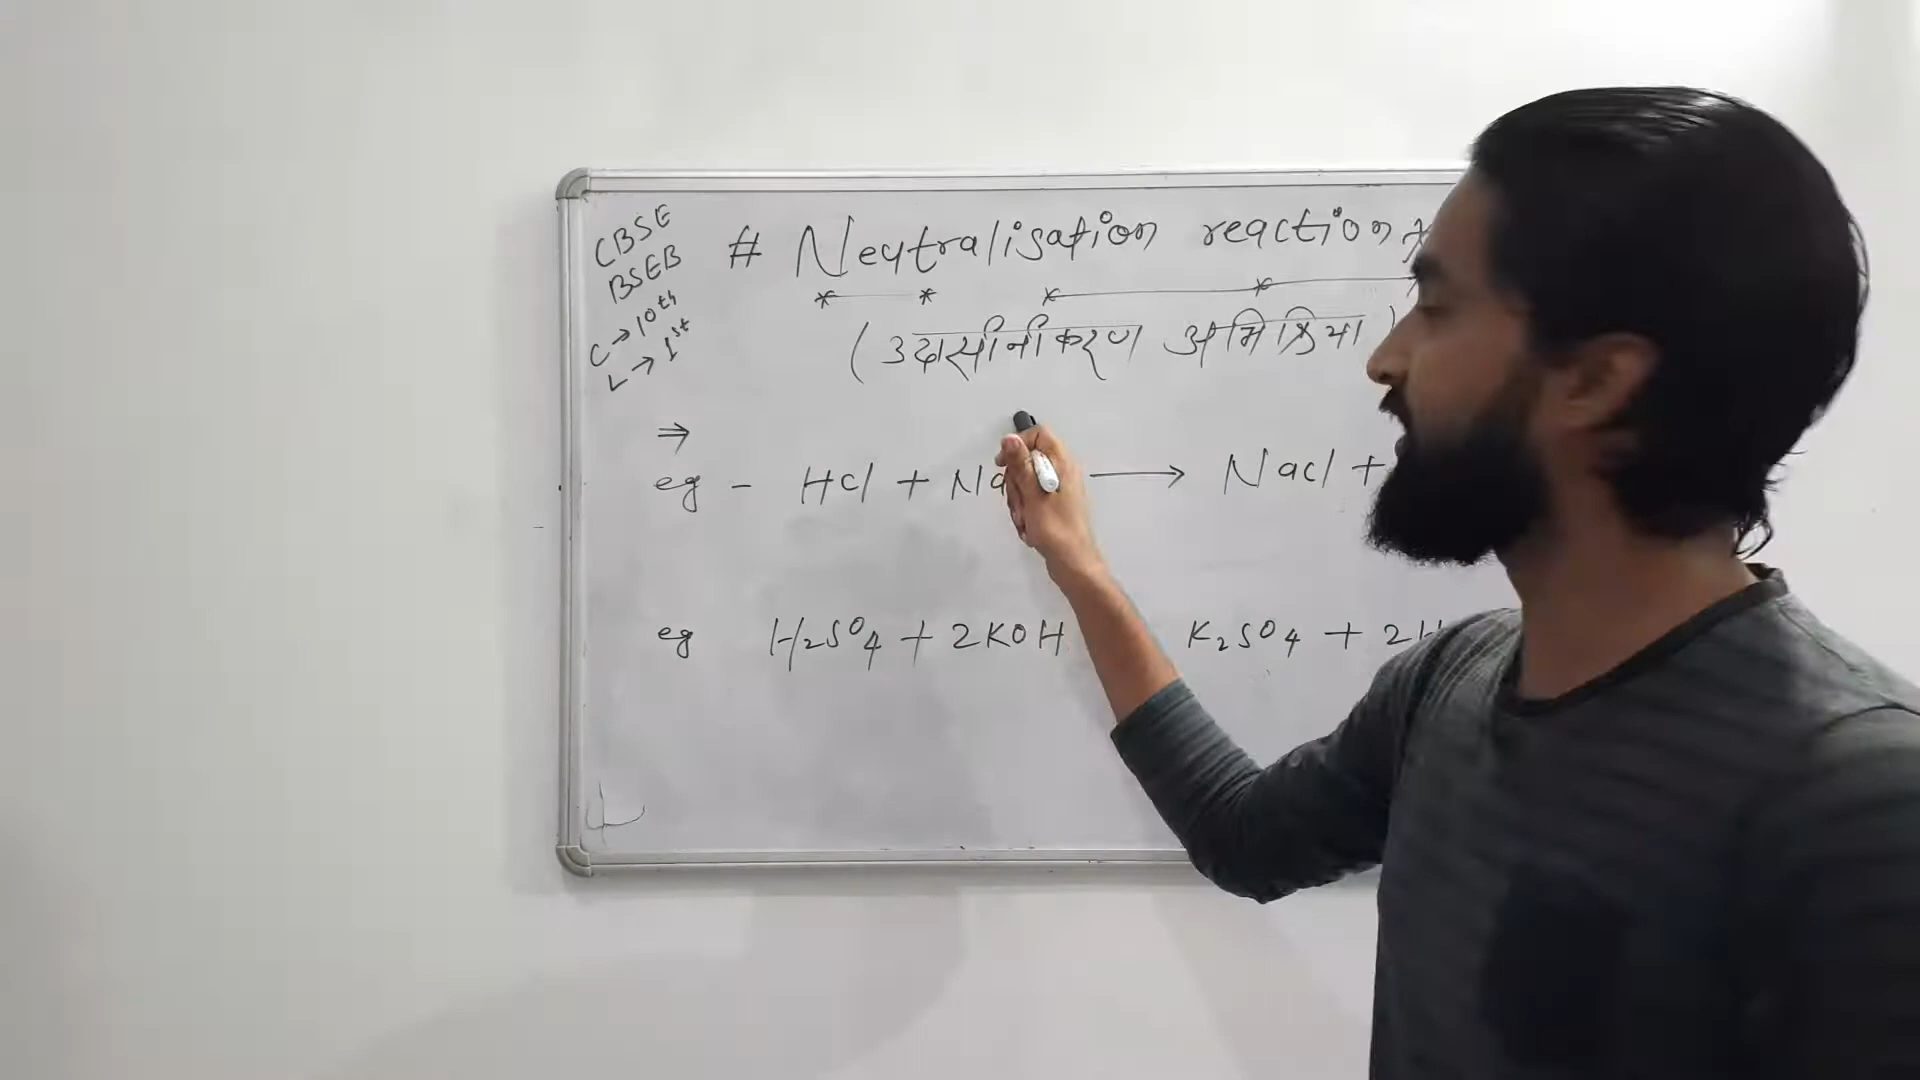 CBSE
BSEB
C → 10th
L → 1st
# Neutralisation reaction
(उदासीनीकरण अभिक्रिया)
⇒
eg - Hcl + Na → Nacl +
eg H₂SO₄ + 2KOH K₂SO₄ + 2H